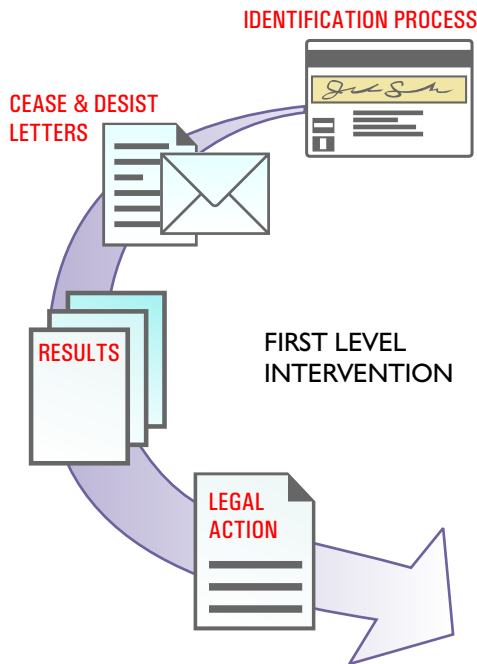 IDENTIFICATION PROCESS
CEASE & DESIST
LETTERS
RESULTS
FIRST LEVEL
INTERVENTION
LEGAL
ACTION